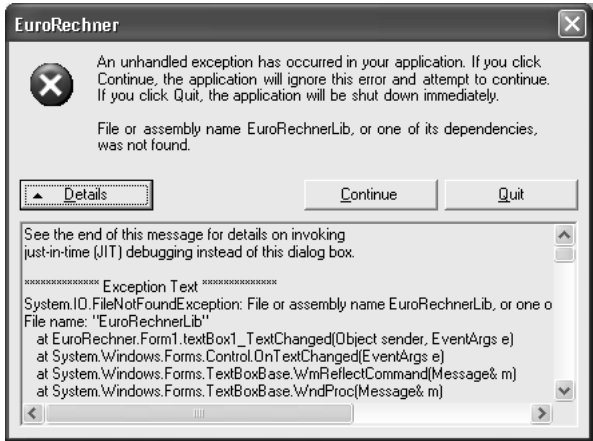 EuroRechner
An unhandled exception has occurred in your application. If you click
Continue, the application will ignore this error and attempt to continue.
If you click Quit, the application will be shut down immediately.
File or assembly name EuroRechnerLib, or one of its dependencies,
was not found.
Details
Continue
Quit
See the end of this message for details on invoking
just-in-time (JIT) debugging instead of this dialog box.
************** Exception Text **************
System.IO.FileNotFoundException: File or assembly name EuroRechnerLib, or one o
File name: "EuroRechnerLib"
at EuroRechner.Form1.textBox1_TextChanged(Object sender, EventArgs e)
at System.Windows.Forms.Control.OnTextChanged(EventArgs e)
at System.Windows.Forms.TextBoxBase.WmReflectCommand(Message& m)
at System.Windows.Forms.TextBoxBase.WndProc(Message& m)